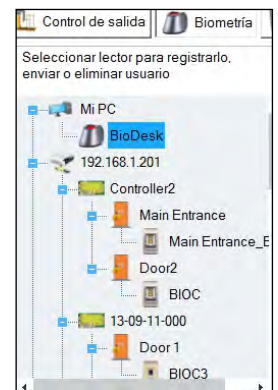 Control de salida
Biometría
Seleccionar lector para registrarlo,
enviar o eliminar usuario
Mi PC
BioDesk
192.168.1.201
Controller2
Main Entrance
Main Entrance_E
Door2
BIOC
13-09-11-000
Door 1
BIOC3